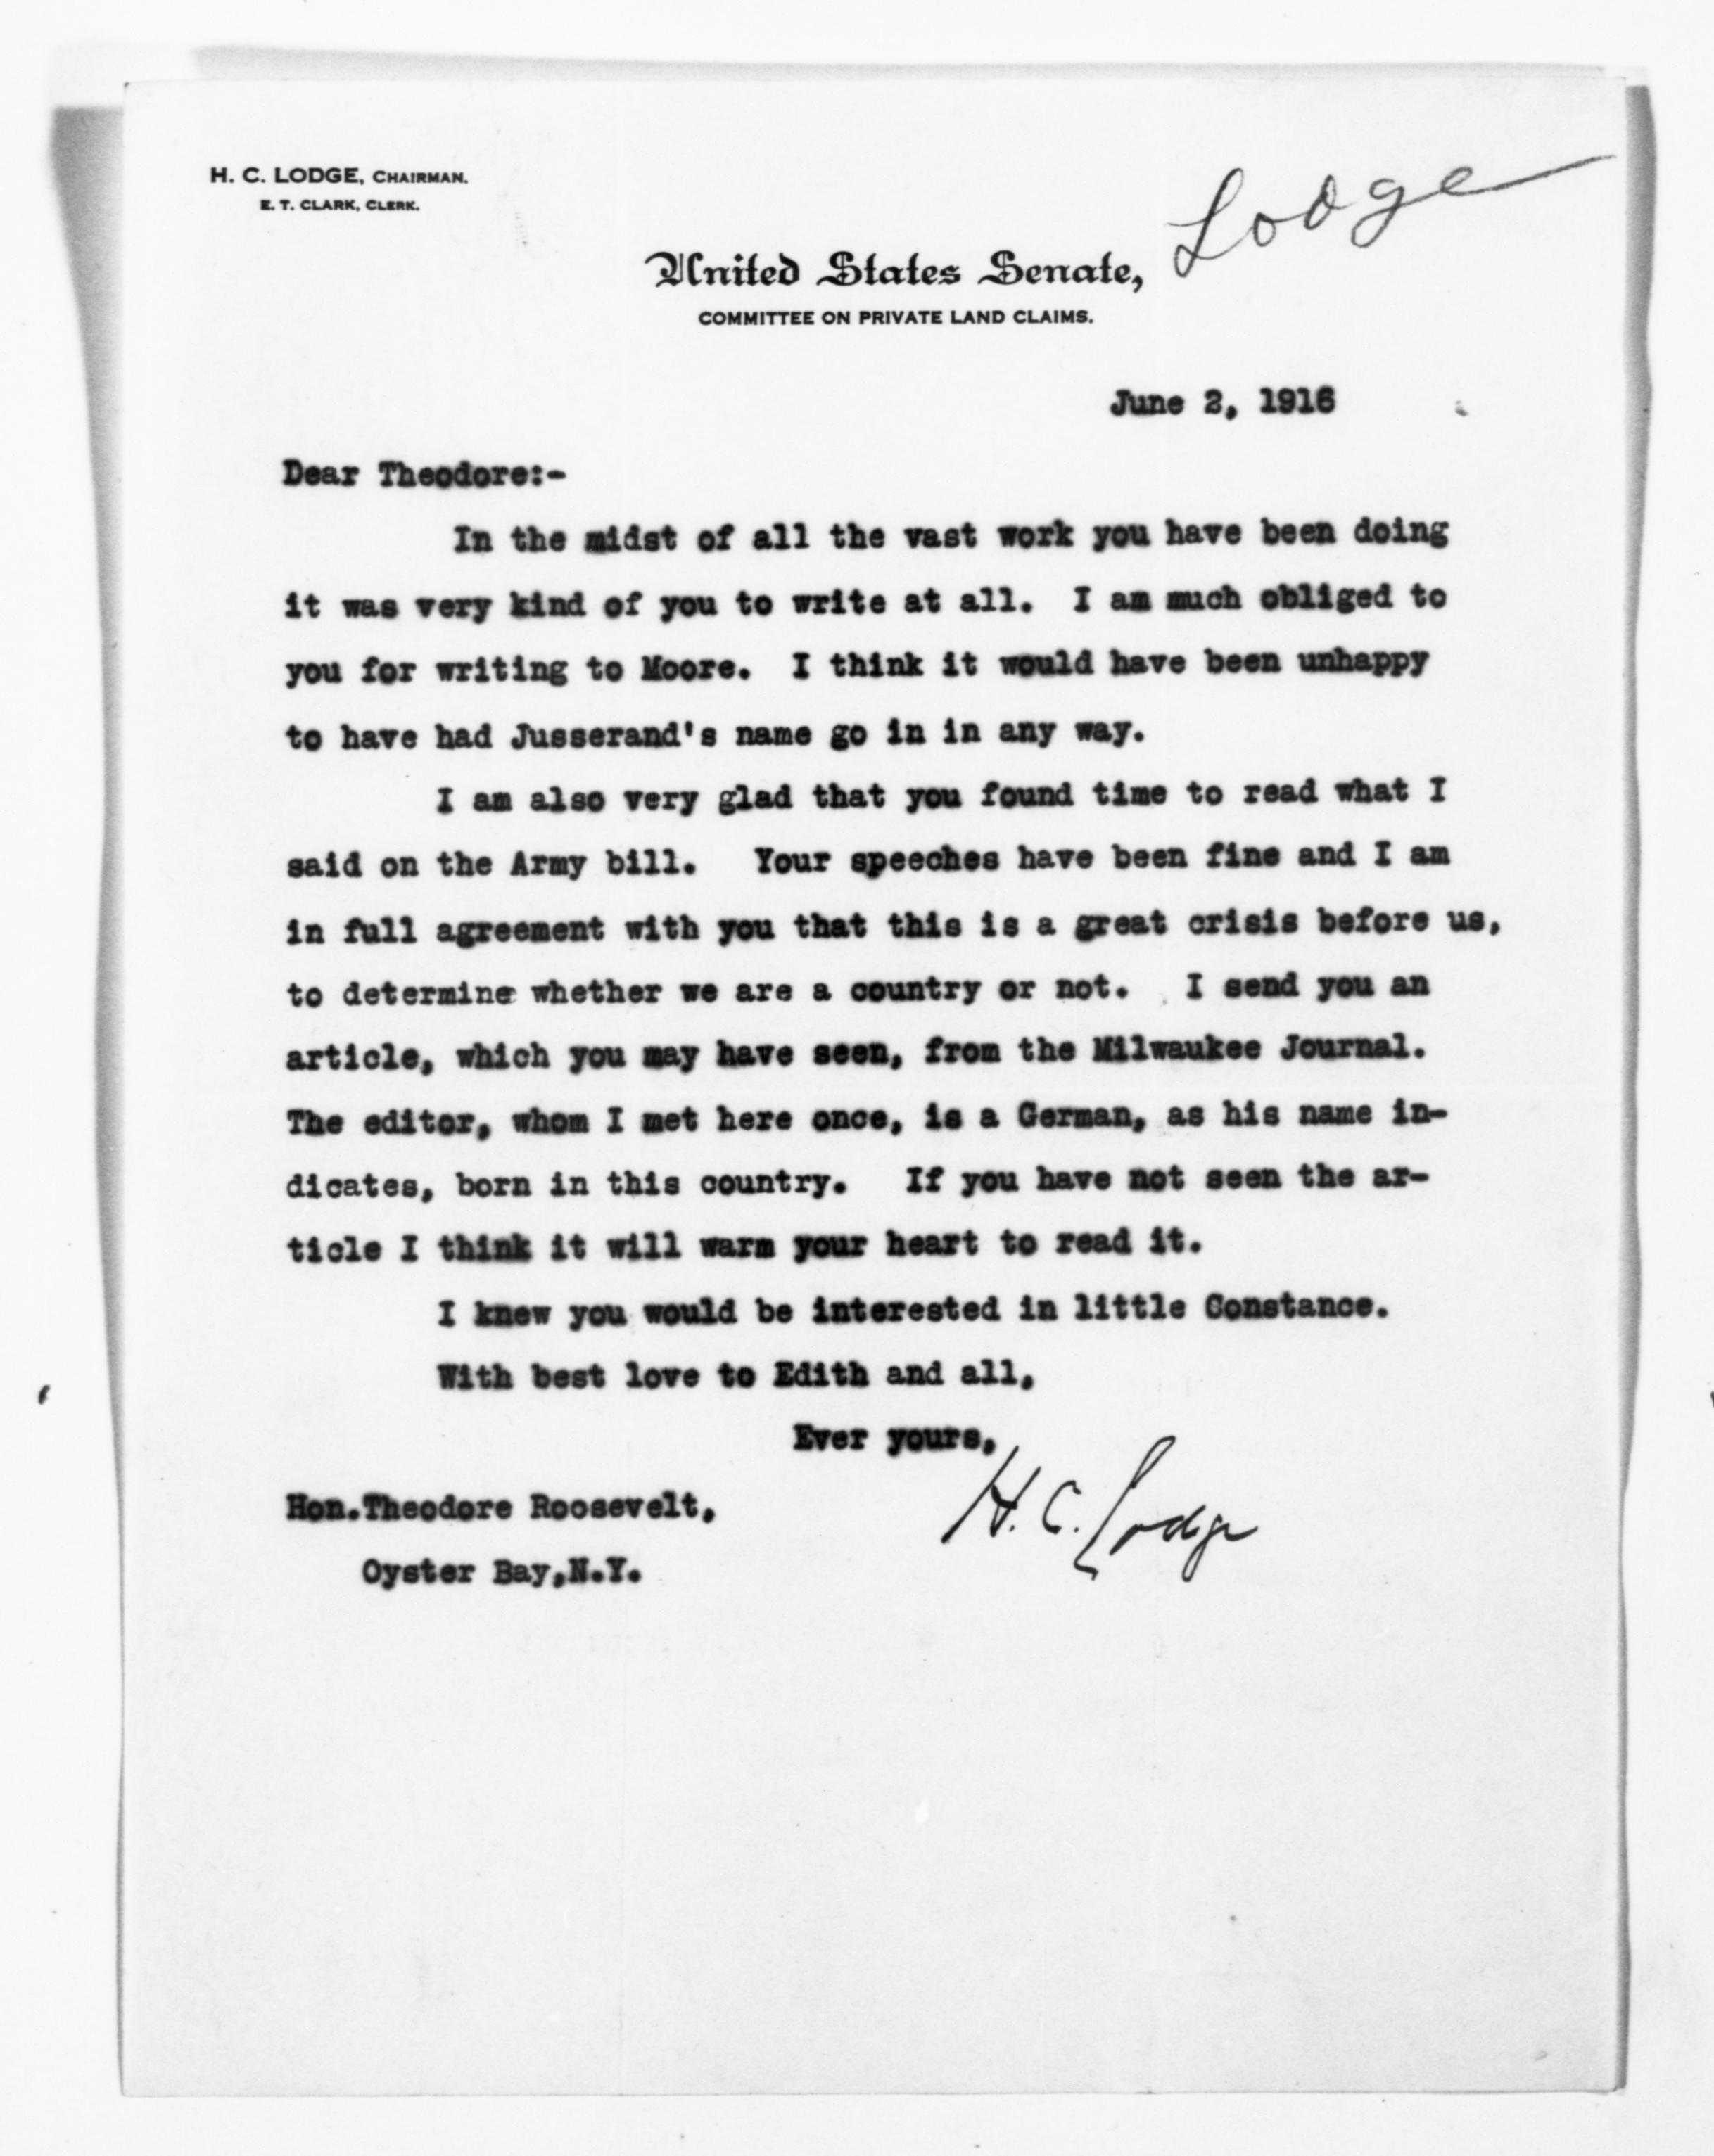 H. C. LODGE, CHAIRMAN.
E. T. CLARK, CLERK.
Lodge
United States Senate,
COMMITTEE ON PRIVATE LAND CLAIMS.
June 2, 1916
Dear Theodore:-
In the midst of all the vast work you have been doing
it was very kind of you to write at all. I am much obliged to
you for writing to Moore. I think it would have been unhappy
to have had Jusserand's name go in in any way.
I am also very glad that you found time to read what I
said on the Army bill. Your speeches have been fine and I am
in full agreement with you that this is a great crisis before us,
to determine whether we are a country or not. I send you an
article, which you may have seen, from the Milwaukee Journal.
The editor, whom I met here once, is a German, as his name in-
dicates, born in this country. If you have not seen the ar-
ticle I think it will warm your heart to read it.
I knew you would be interested in little Constance.
With best love to Edith and all,
Ever yours,
H. C. Lodge
Hon.Theodore Roosevelt,
Oyster Bay,N.Y.